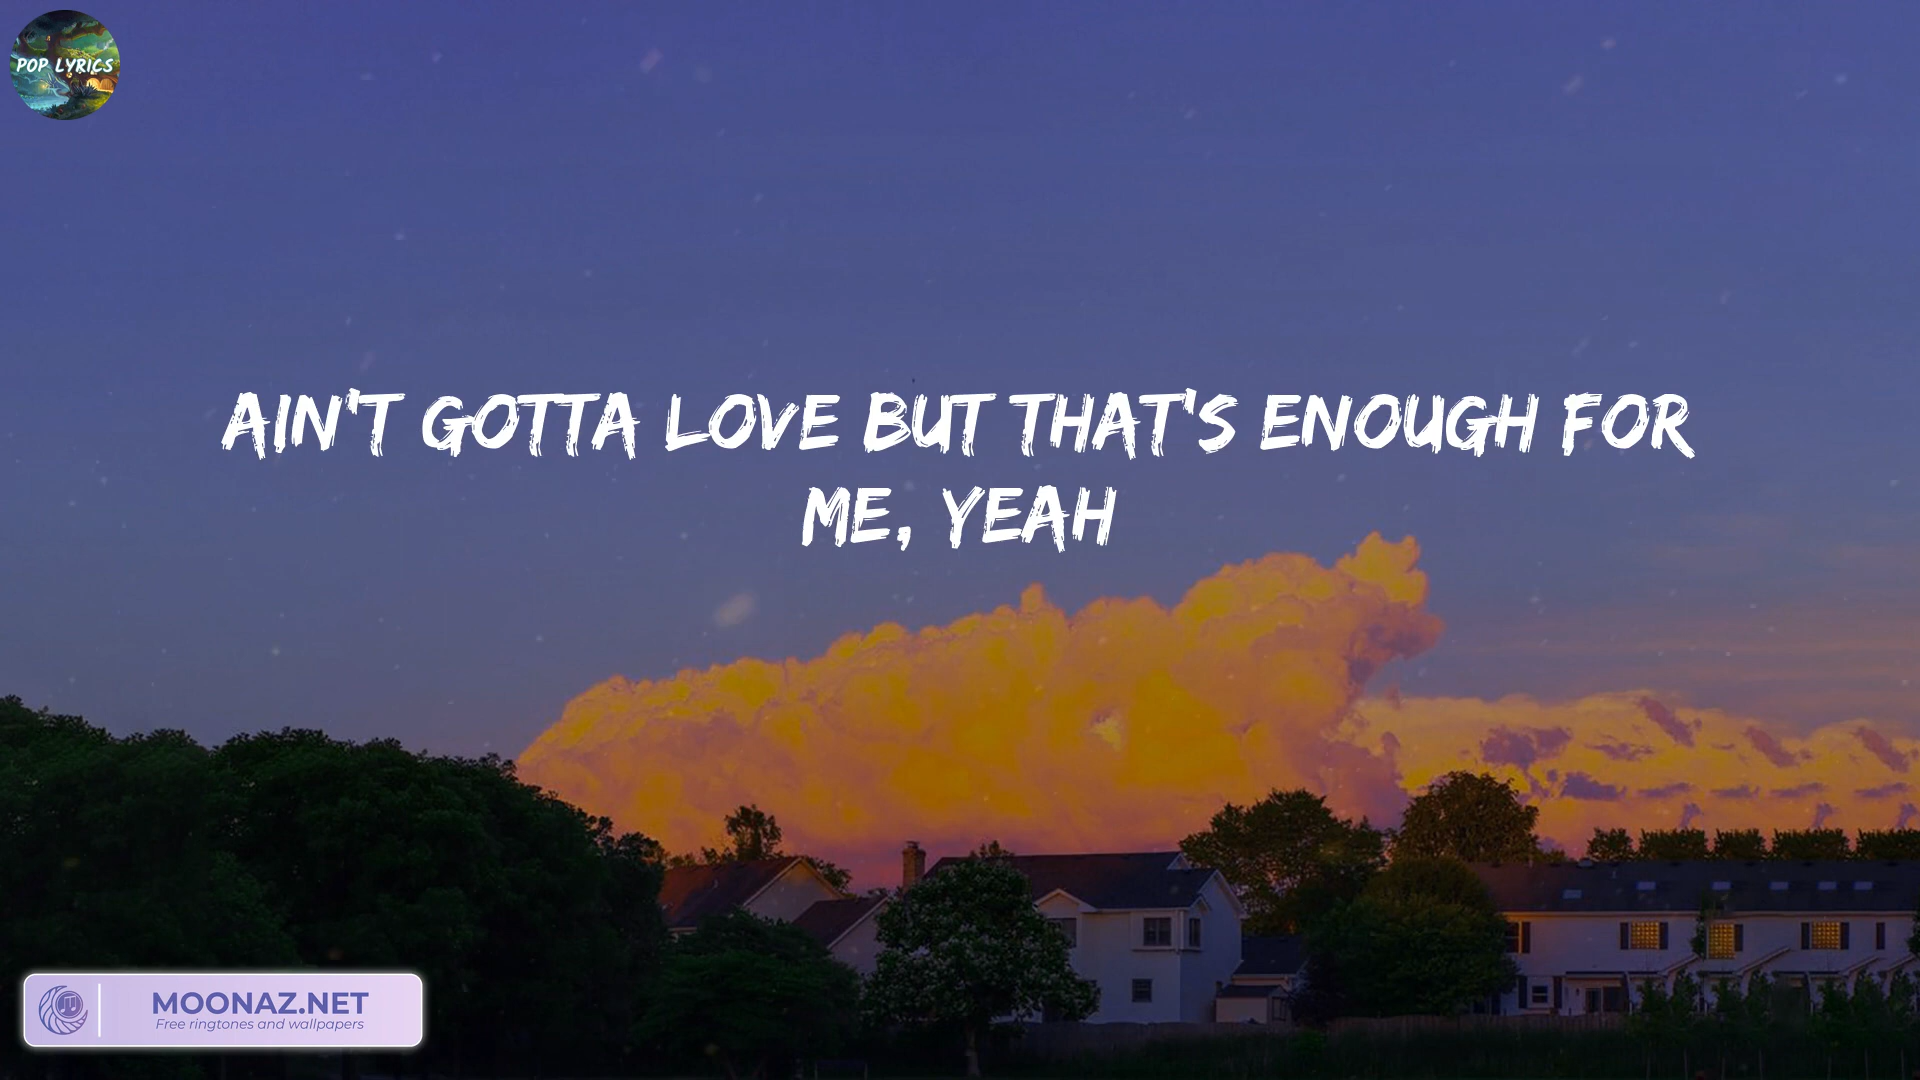 POP LYRICS
AIN'T GOTTA LOVE BUT THAT'S ENOUGH FOR
ME, YEAH
MOONAZ.NET
Free ringtones and wallpapers